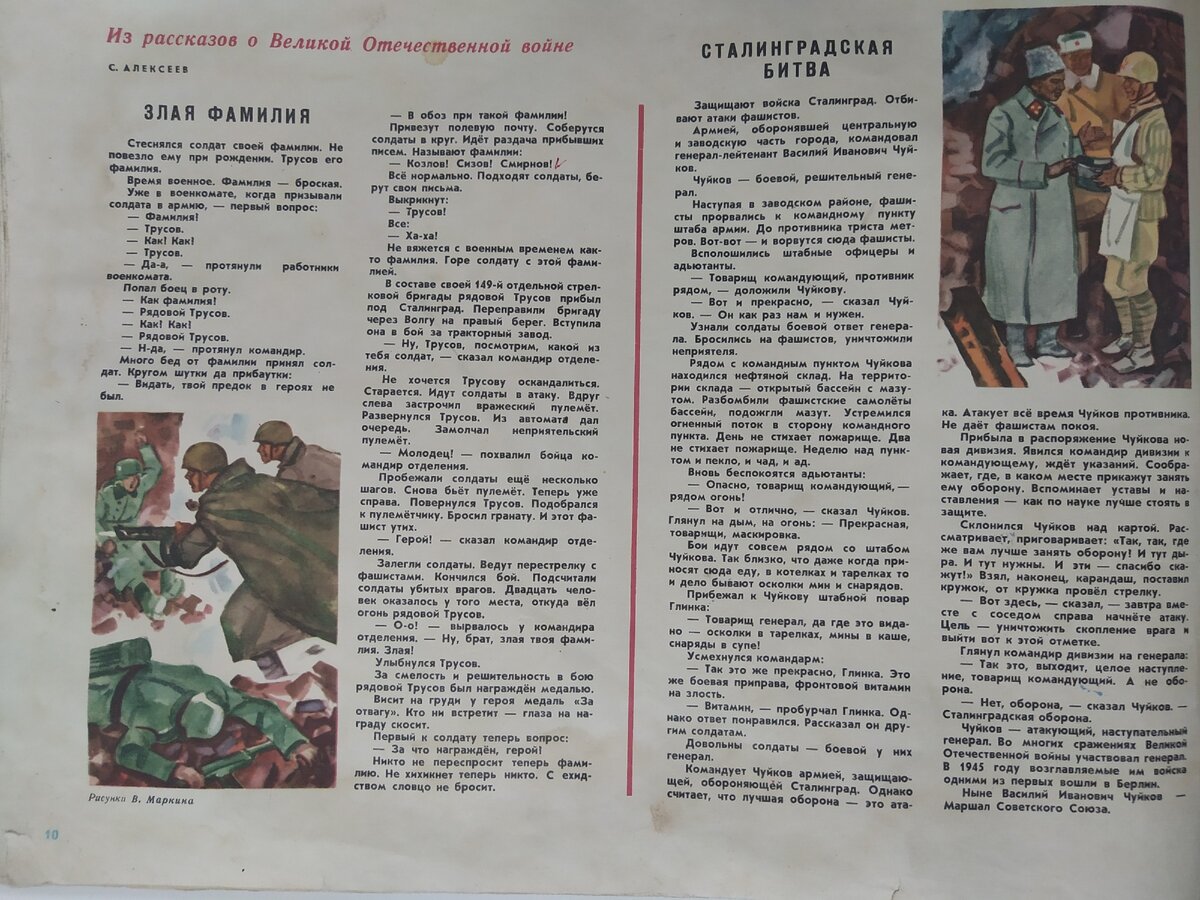 Из рассказов о Великой Отечественной войне
С. АЛЕКСЕЕВ
ЗЛАЯ ФАМИЛИЯ
Стеснялся солдат своей фамилии. Не
повезло ему при рождении. Трусов его
фамилия.
Время военное. Фамилия — броская.
Уже в военкомате, когда призывали
солдата в армию, — первый вопрос:
— Фамилия?
— Трусов.
— Как? Как?
— Трусов.
— Да-а, — протянули работники
военкомата.
Попал боец в роту.
— Как фамилия?
— Рядовой Трусов.
— Как? Как?
— Рядовой Трусов.
— Н-да, — протянул командир.
Много бед от фамилии принял сол-
дат. Кругом шутки да прибаутки:
— Видать, твой предок в героях не
был.
Рисунки В. Маркина
10
— В обоз при такой фамилии!
Привезут полевую почту. Соберутся
солдаты в круг. Идёт раздача прибывших
писем. Называют фамилии:
— Козлов! Сизов! Смирнов!
Всё нормально. Подходят солдаты, бе-
рут свои письма.
Выкрикнут:
— Трусов!
Все:
— Ха-ха!
Не вяжется с военным временем как-
то фамилия. Горе солдату с этой фами-
лией.
В составе своей 149-й отдельной стрел-
ковой бригады рядовой Трусов прибыл
под Сталинград. Переправили бригаду
через Волгу на правый берег. Вступила
она в бой за тракторный завод.
— Ну, Трусов, посмотрим, какой из
тебя солдат, — сказал командир отделе-
ния.
Не хочется Трусову оскандалиться.
Старается. Идут солдаты в атаку. Вдруг
слева застрочил вражеский пулемёт.
Развернулся Трусов. Из автомата дал
очередь. Замолчал неприятельский
пулемёт.
— Молодец! — похвалил бойца ко-
мандир отделения.
Пробежали солдаты ещё несколько
шагов. Снова бьёт пулемёт. Теперь уже
справа. Повернулся Трусов. Подобрался
к пулемётчику. Бросил гранату. И этот фа-
шист утих.
— Герой! — сказал командир отде-
ления.
Залегли солдаты. Ведут перестрелку с
фашистами. Кончился бой. Подсчитали
солдаты убитых врагов. Двадцать чело-
век оказалось у того места, откуда вёл
огонь рядовой Трусов.
— О-о! — вырвалось у командира
отделения. — Ну, брат, злая твоя фами-
лия. Злая!
Улыбнулся Трусов.
За смелость и решительность в бою
рядовой Трусов был награждён медалью.
Висит на груди у героя медаль «За
отвагу». Кто ни встретит — глаза на на-
граду скосит.
Первый к солдату теперь вопрос:
— За что награждён, герой?
Никто не переспросит теперь фами-
лию. Не хихикнет теперь никто. С ехид-
ством словцо не бросит.
СТАЛИНГРАДСКАЯ
БИТВА
Защищают войска Сталинград. Отби-
вают атаки фашистов.
Армией, оборонявшей центральную
и заводскую часть города, командовал
генерал-лейтенант Василий Иванович Чуй-
ков.
Чуйков — боевой, решительный гене-
рал.
Наступая в заводском районе, фаши-
сты прорвались к командному пункту
штаба армии. До противника триста мет-
ров. Вот-вот — и ворвутся сюда фашисты.
Всполошились штабные офицеры и
адъютанты.
— Товарищ командующий, противник
рядом, — доложили Чуйкову.
— Вот и прекрасно, — сказал Чуй-
ков. — Он как раз нам и нужен.
Узнали солдаты боевой ответ генера-
ла. Бросились на фашистов, уничтожили
неприятеля.
Рядом с командным пунктом Чуйкова
находился нефтяной склад. На террито-
рии склада — открытый бассейн с мазу-
том. Разбомбили фашистские самолёты
бассейн, подожгли мазут. Устремился
огненный поток в сторону командного
пункта. День не стихает пожарище. Два
не стихает пожарище. Неделю над пунк-
том и пекло, и чад, и ад.
Вновь беспокоятся адъютанты:
— Опасно, товарищ командующий, —
рядом огонь!
— Вот и отлично, — сказал Чуйков.
Глянул на дым, на огонь: — Прекрасная,
товарищи, маскировка.
Бои идут совсем рядом со штабом
Чуйкова. Так близко, что даже когда при-
носят сюда еду, в котелках и тарелках то
и дело бывают осколки мин и снарядов.
Прибежал к Чуйкову штабной повар
Глинка:
— Товарищ генерал, да где это вида-
но — осколки в тарелках, мины в каше,
снаряды в супе!
Усмехнулся командарм:
— Так это же прекрасно, Глинка. Это
же боевая приправа, фронтовой витамин
на злость.
— Витамин, — пробурчал Глинка. Од-
нако ответ понравился. Рассказал он дру-
гим солдатам.
Довольны солдаты — боевой у них
генерал.
Командует Чуйков армией, защищаю-
щей, обороняющей Сталинград. Однако
считает, что лучшая оборона — это ата-
ка. Атакует всё время Чуйков противника.
Не даёт фашистам покоя.
Прибыла в распоряжение Чуйкова но-
вая дивизия. Явился командир дивизии к
командующему, ждёт указаний. Сообра-
жает, где, в каком месте прикажут занять
ему оборону. Вспоминает уставы и на-
ставления — как по науке лучше стоять в
защите.
Склонился Чуйков над картой. Рас-
сматривает, приговаривает: «Так, так, где
же вам лучше занять оборону? И тут ды-
ра. И тут нужны. И эти — спасибо ска-
жут!» Взял, наконец, карандаш, поставил
кружок, от кружка провёл стрелку.
— Вот здесь, — сказал, — завтра вме-
сте с соседом справа начнёте атаку.
Цель — уничтожить скопление врага и
выйти вот к этой отметке.
Глянул командир дивизии на генерала:
— Так это, выходит, целое наступле-
ние, товарищ командующий. А не обо-
рона.
— Нет, оборона, — сказал Чуйков. —
Сталинградская оборона.
Чуйков — атакующий, наступательный
генерал. Во многих сражениях Великой
Отечественной войны участвовал генерал.
В 1945 году возглавляемые им войска
одними из первых вошли в Берлин.
Ныне Василий Иванович Чуйков —
Маршал Советского Союза.